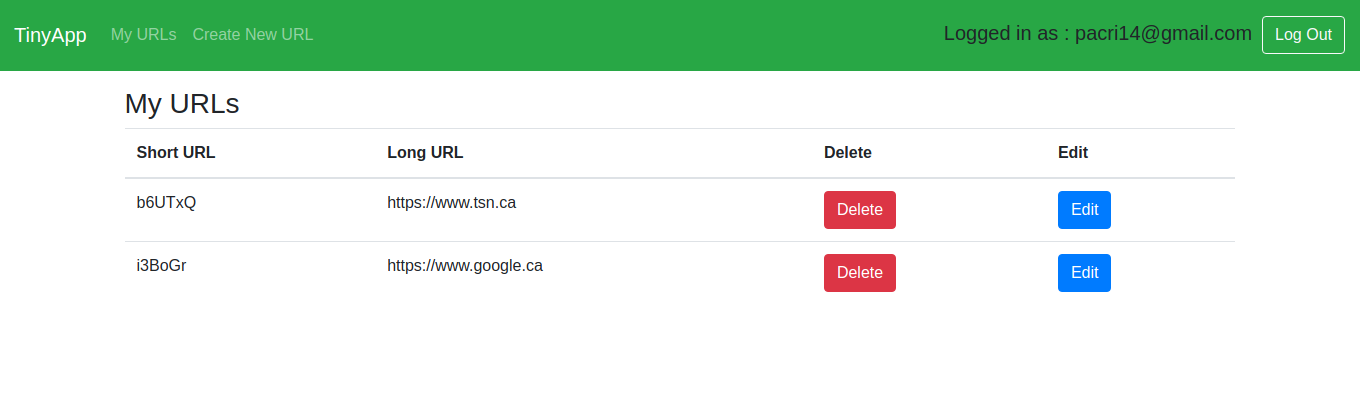 TinyApp My URLs Create New URL Logged in as : pacri14@gmail.com Log Out
My URLs
Short URL Long URL Delete Edit
b6UTxQ https://www.tsn.ca Delete Edit
i3BoGr https://www.google.ca Delete Edit